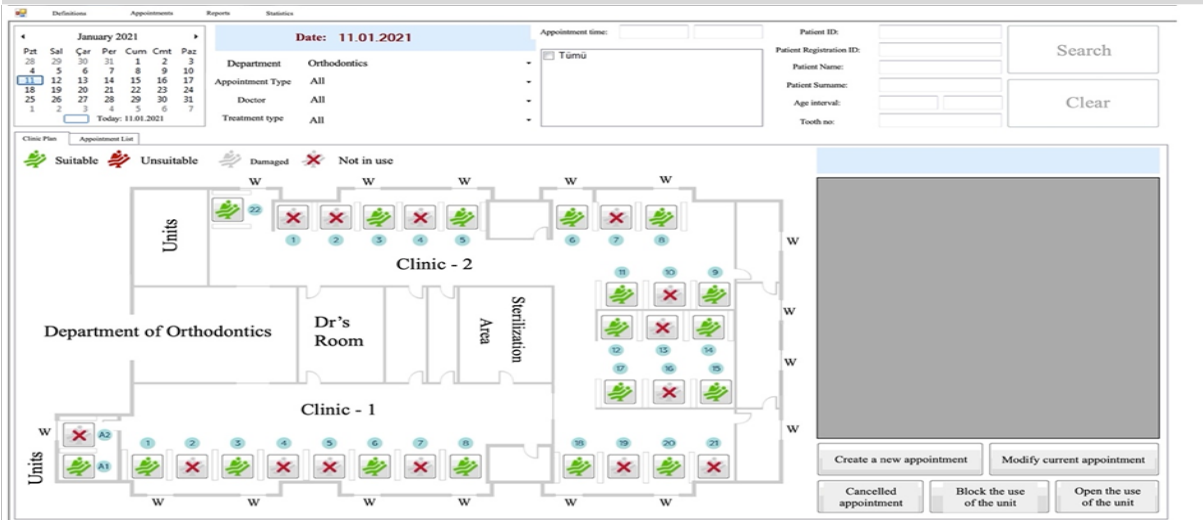 Definitions Appointments Reports Statistics
January 2021
Pzt Sal Çar Per Cum Cmt Paz
28 29 30 31 1 2 3
4 5 6 7 8 9 10
11 12 13 14 15 16 17
18 19 20 21 22 23 24
25 26 27 28 29 30 31
1 2 3 4 5 6 7
Today: 11.01.2021
Date: 11.01.2021
Department Orthodontics
Appointment Type All
Doctor All
Treatment type All
Appointment time:
Tümü
Patient ID:
Patient Registration ID:
Patient Name:
Patient Surname:
Age interval:
Tooth no:
Search
Clear
Clinic Plan Appointment List
Suitable Unsuitable Damaged Not in use
W W W W W
Units
22
1 2 3 4 5 6 7 8
W
Clinic - 2
11 10 9
W
Department of Orthodontics
Dr's
Room
Sterilization
Area
12 13 14
W
17 16 15
Clinic - 1
W
W
A2
1 2 3 4 5 6 7 8 18 19 20 21
Units
A1
W W W W W W
Create a new appointment
Modify current appointment
Cancelled
appointment
Block the use
of the unit
Open the use
of the unit